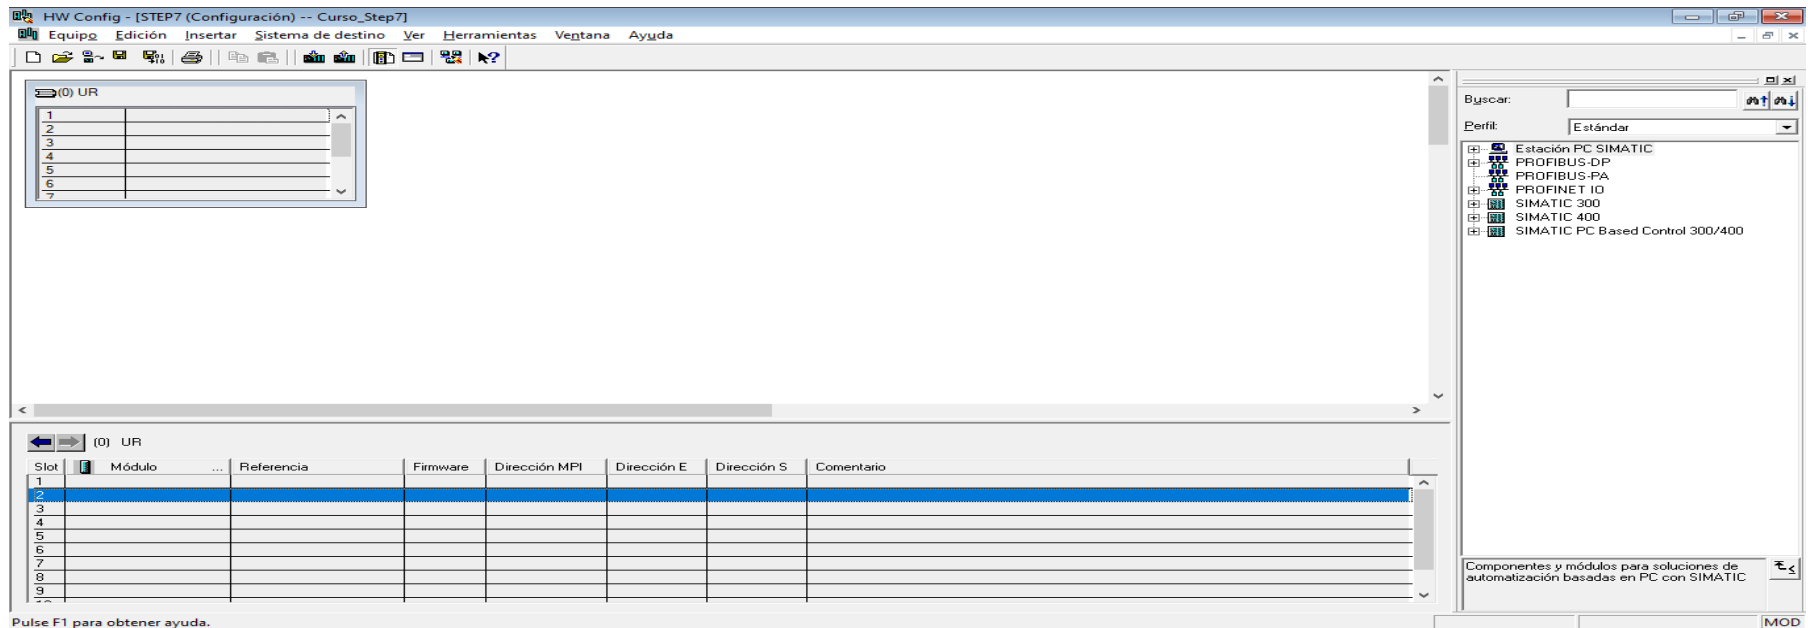 HW Config - [STEP7 (Configuración) -- Curso_Step7]
Equipo Edición Insertar Sistema de destino Ver Herramientas Ventana Ayuda
(0) UR
1
2
3
4
5
6
7
Buscar:
Perfil: Estándar
Estación PC SIMATIC
PROFIBUS-DP
PROFIBUS-PA
PROFINET IO
SIMATIC 300
SIMATIC 400
SIMATIC PC Based Control 300/400
(0) UR
Slot Módulo ... Referencia Firmware Dirección MPI Dirección E Dirección S Comentario
1
2
3
4
5
6
7
8
9
10
Componentes y módulos para soluciones de
automatización basadas en PC con SIMATIC
Pulse F1 para obtener ayuda. MOD